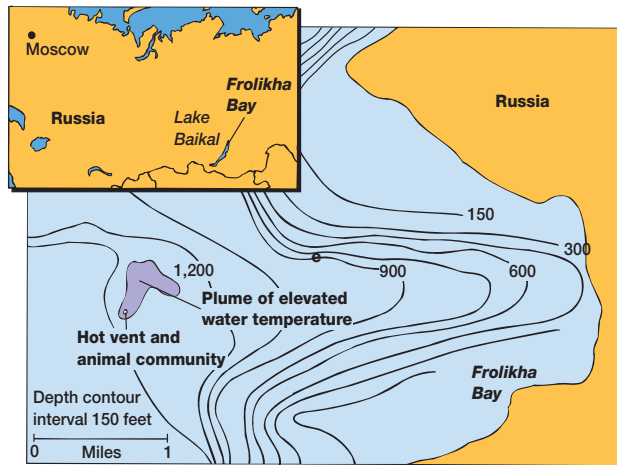 Moscow
Russia
Lake
Baikal
Frolikha
Bay
Russia
150
300
600
900
1,200
Plume of elevated
water temperature
Hot vent and
animal community
Depth contour
interval 150 feet
0
1
Miles
Frolikha
Bay
e